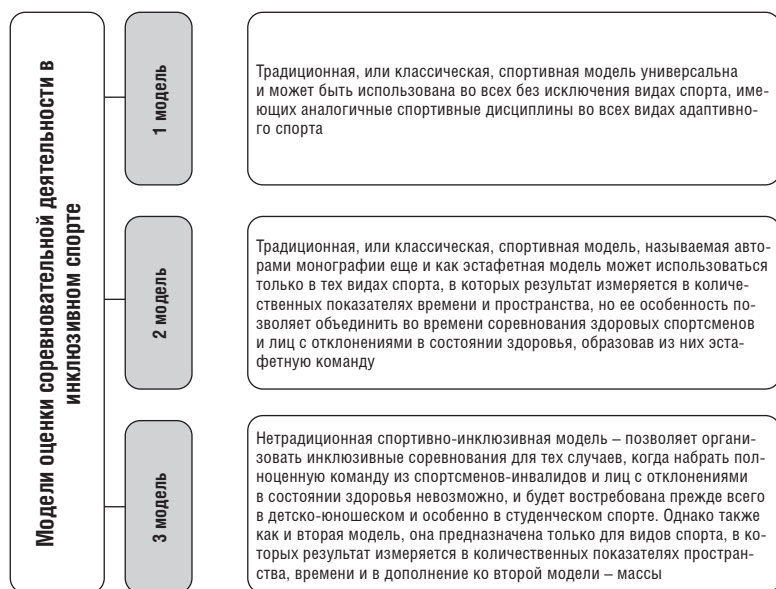 Модели оценки соревновательной деятельности в
инклюзивном спорте
1 модель
Традиционная, или классическая, спортивная модель универсальна
и может быть использована во всех без исключения видах спорта, име-
ющих аналогичные спортивные дисциплины во всех видах адаптивно-
го спорта
2 модель
Традиционная, или классическая, спортивная модель, называемая авто-
рами монографии еще и как эстафетная модель может использоваться
только в тех видах спорта, в которых результат измеряется в количе-
ственных показателях времени и пространства, но ее особенность по-
зволяет объединить во времени соревнования здоровых спортсменов
и лиц с отклонениями в состоянии здоровья, образовав из них эста-
фетную команду
3 модель
Нетрадиционная спортивно-инклюзивная модель – позволяет органи-
зовать инклюзивные соревнования для тех случаев, когда набрать пол-
ноценную команду из спортсменов-инвалидов и лиц с отклонениями
в состоянии здоровья невозможно, и будет востребована прежде всего
в детско-юношеском и особенно в студенческом спорте. Однако также
как и вторая модель, она предназначена только для видов спорта, в ко-
торых результат измеряется в количественных показателях простран-
ства, времени и в дополнение ко второй модели – массы